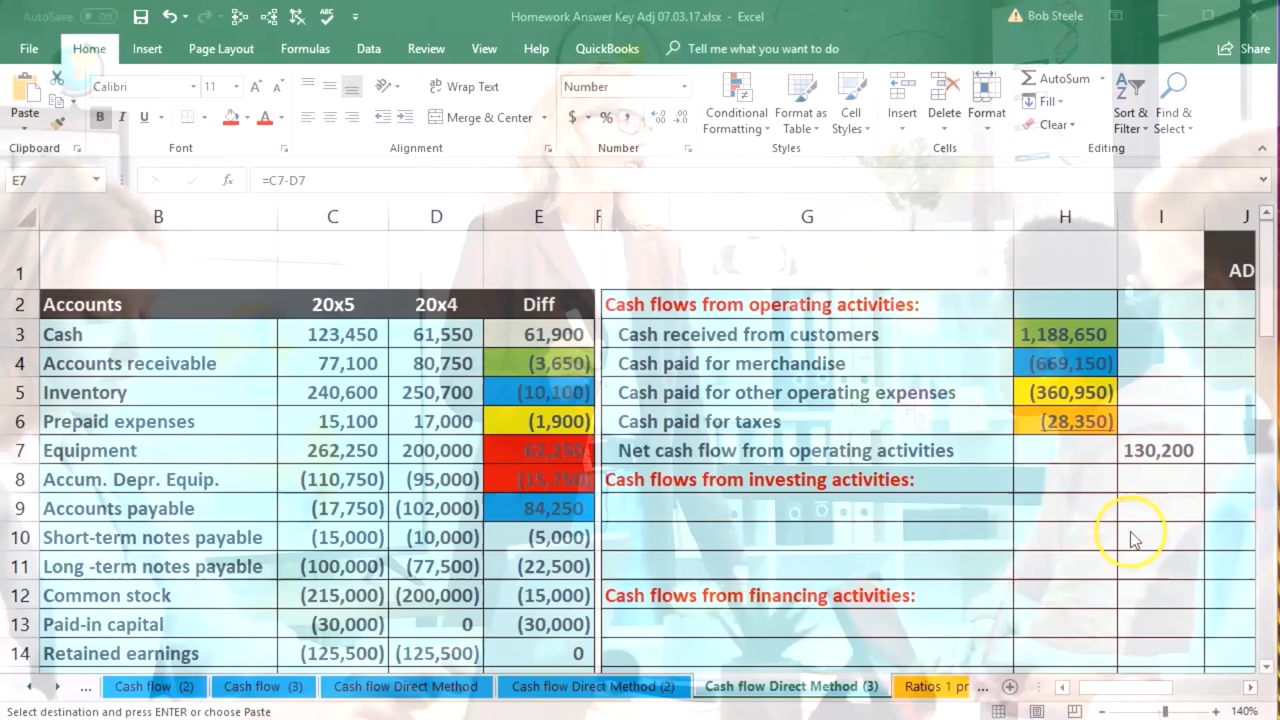 AutoSave Off
Homework Answer Key Adj 07.03.17.xlsx - Excel
Bob Steele
File Home Insert Page Layout Formulas Data Review View Help QuickBooks Tell me what you want to do Share
Paste
Calibri 11
B I U
Wrap Text
Merge & Center
Number
$ %
Conditional Formatting
Format as Table
Cell Styles
Insert Delete Format
AutoSum
Fill
Clear
Sort & Filter
Find & Select
Clipboard Font Alignment Number Styles Cells Editing
E7 fx =C7-D7
B C D E F G H I J
1 AD
2 Accounts 20x5 20x4 Diff Cash flows from operating activities:
3 Cash 123,450 61,550 61,900 Cash received from customers 1,188,650
4 Accounts receivable 77,100 80,750 (3,650) Cash paid for merchandise (669,150)
5 Inventory 240,600 250,700 (10,100) Cash paid for other operating expenses (360,950)
6 Prepaid expenses 15,100 17,000 (1,900) Cash paid for taxes (28,350)
7 Equipment 262,250 200,000 62,250 Net cash flow from operating activities 130,200
8 Accum. Depr. Equip. (110,750) (95,000) (15,750) Cash flows from investing activities:
9 Accounts payable (17,750) (102,000) 84,250
10 Short-term notes payable (15,000) (10,000) (5,000)
11 Long -term notes payable (100,000) (77,500) (22,500)
12 Common stock (215,000) (200,000) (15,000) Cash flows from financing activities:
13 Paid-in capital (30,000) 0 (30,000)
14 Retained earnings (125,500) (125,500) 0
... Cash flow (2) Cash flow (3) Cash flow Direct Method Cash flow Direct Method (2) Cash flow Direct Method (3) Ratios 1 pr ...
Select destination and press ENTER or choose Paste 140%